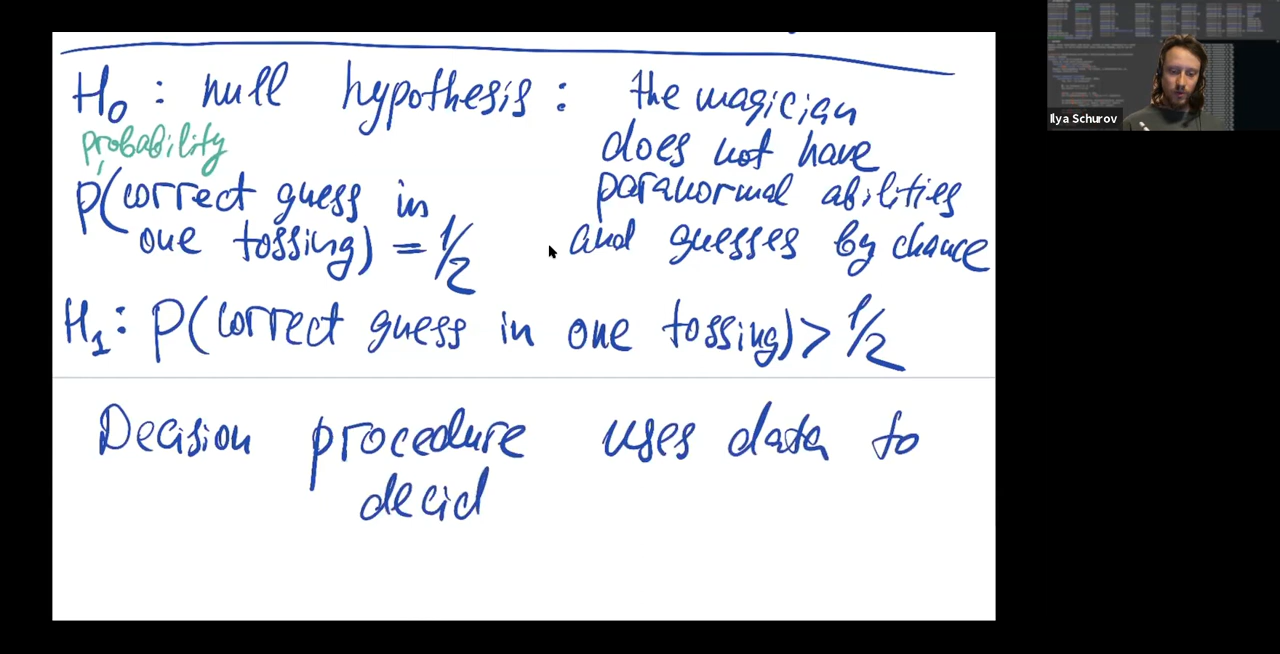 H₀ : null hypothesis : the magician
does not have
paranormal abilities
and guesses by chance
probability
P(correct guess in
one tossing) = 1/2
H₁ : P(correct guess in one tossing) > 1/2
Decision procedure uses data to
decid
Ilya Schurov